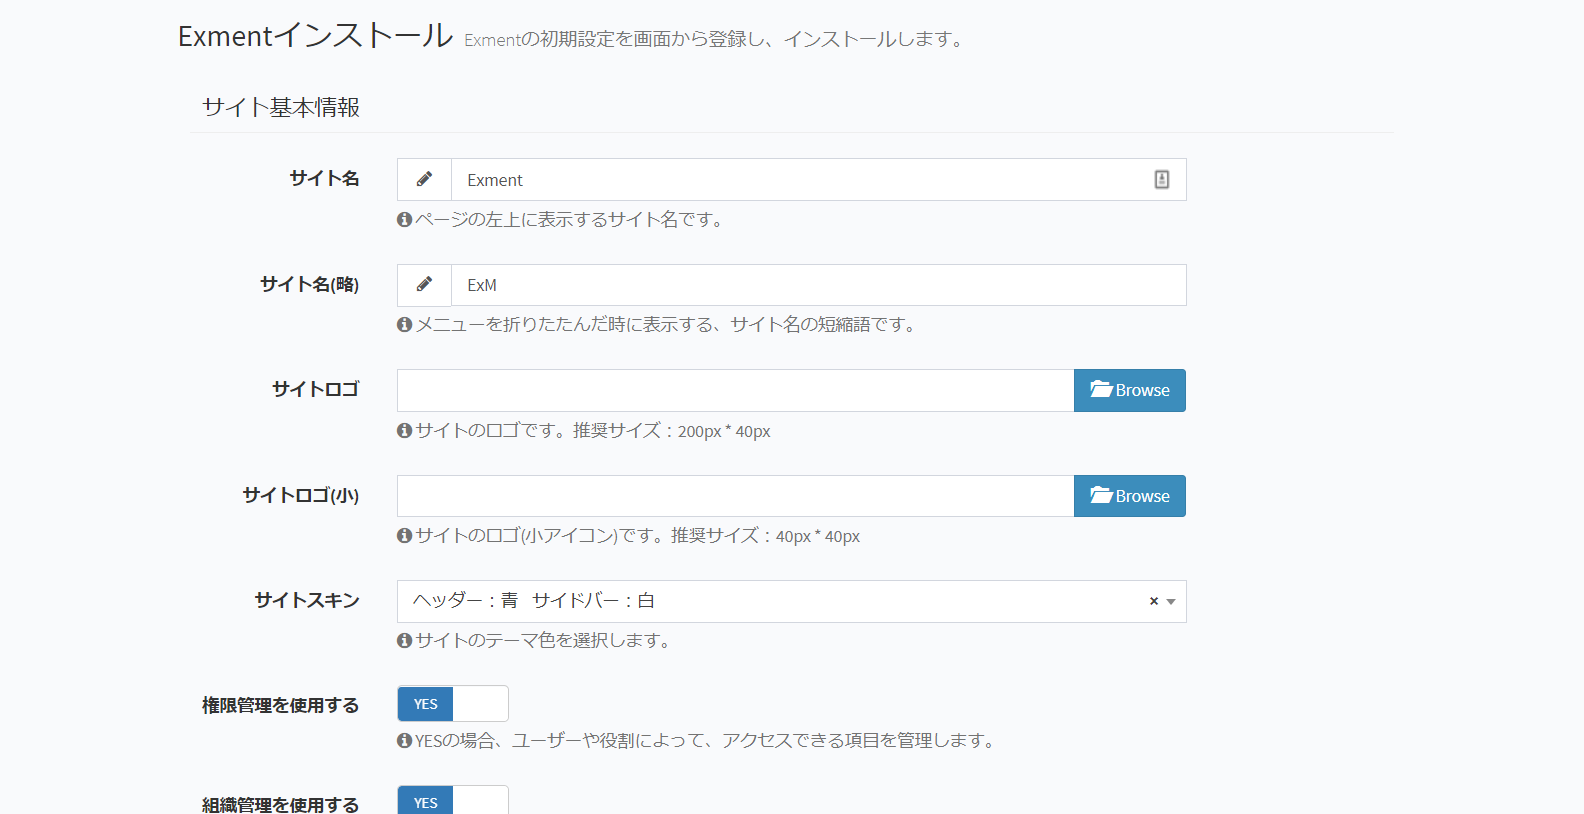 Exmentインストール Exmentの初期設定を画面から登録し、インストールします。
サイト基本情報
サイト名
Exment
ページの左上に表示するサイト名です。
サイト名(略)
ExM
メニューを折りたたんだ時に表示する、サイト名の短縮語です。
サイトロゴ
Browse
サイトのロゴです。推奨サイズ：200px * 40px
サイトロゴ(小)
Browse
サイトのロゴ(小アイコン)です。推奨サイズ：40px * 40px
サイトスキン
ヘッダー：青 サイドバー：白
×
サイトのテーマ色を選択します。
権限管理を使用する
YES
YESの場合、ユーザーや役割によって、アクセスできる項目を管理します。
組織管理を使用する
YES